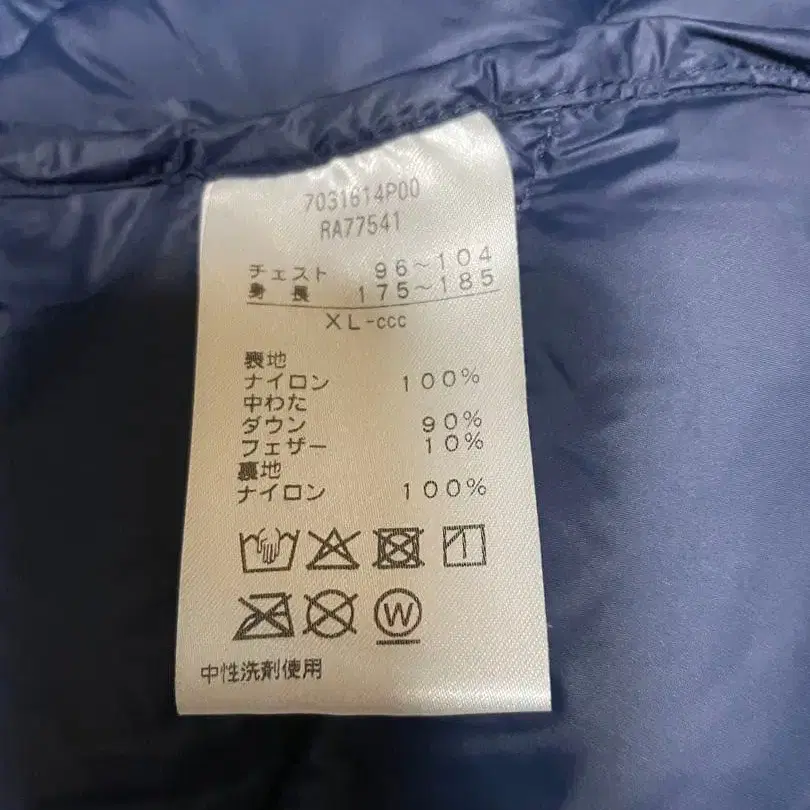 7031614P00
RA77541
チェスト 96~104
身長 175~185
XL-ccc
表地
ナイロン 100%
中わた
ダウン 90%
フェザー 10%
裏地
ナイロン 100%
W
中性洗剤使用